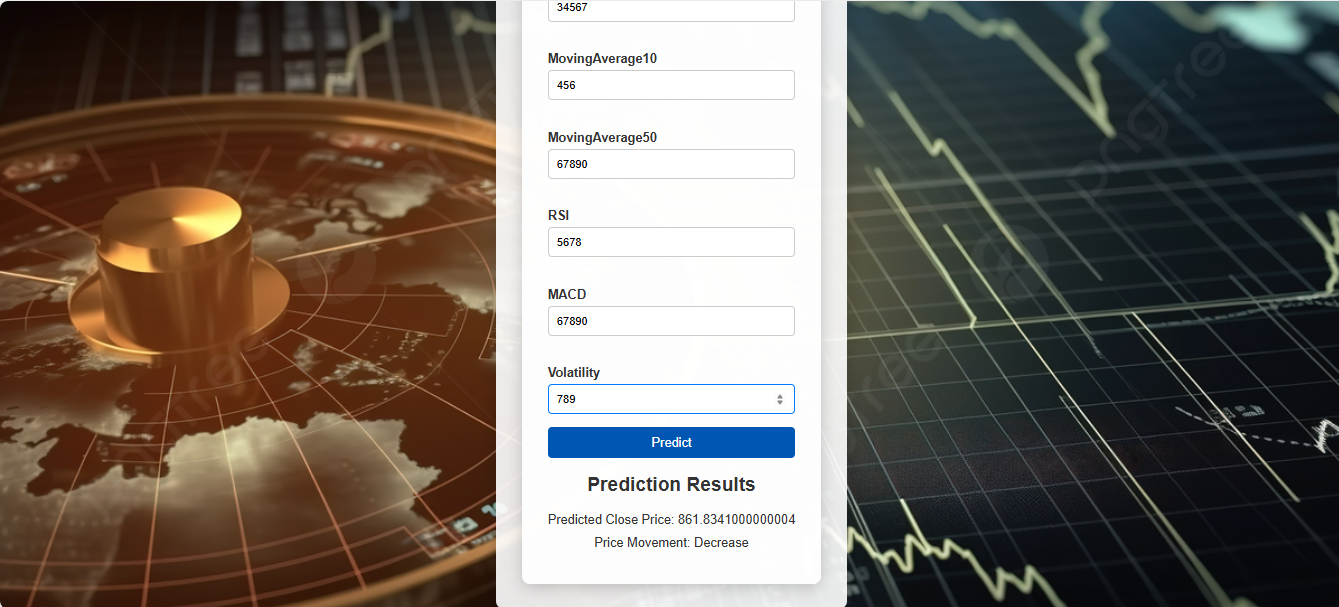 34567
MovingAverage10
456
MovingAverage50
67890
RSI
5678
MACD
67890
Volatility
789
Predict
Prediction Results
Predicted Close Price: 861.8341000000004
Price Movement: Decrease
pngtree